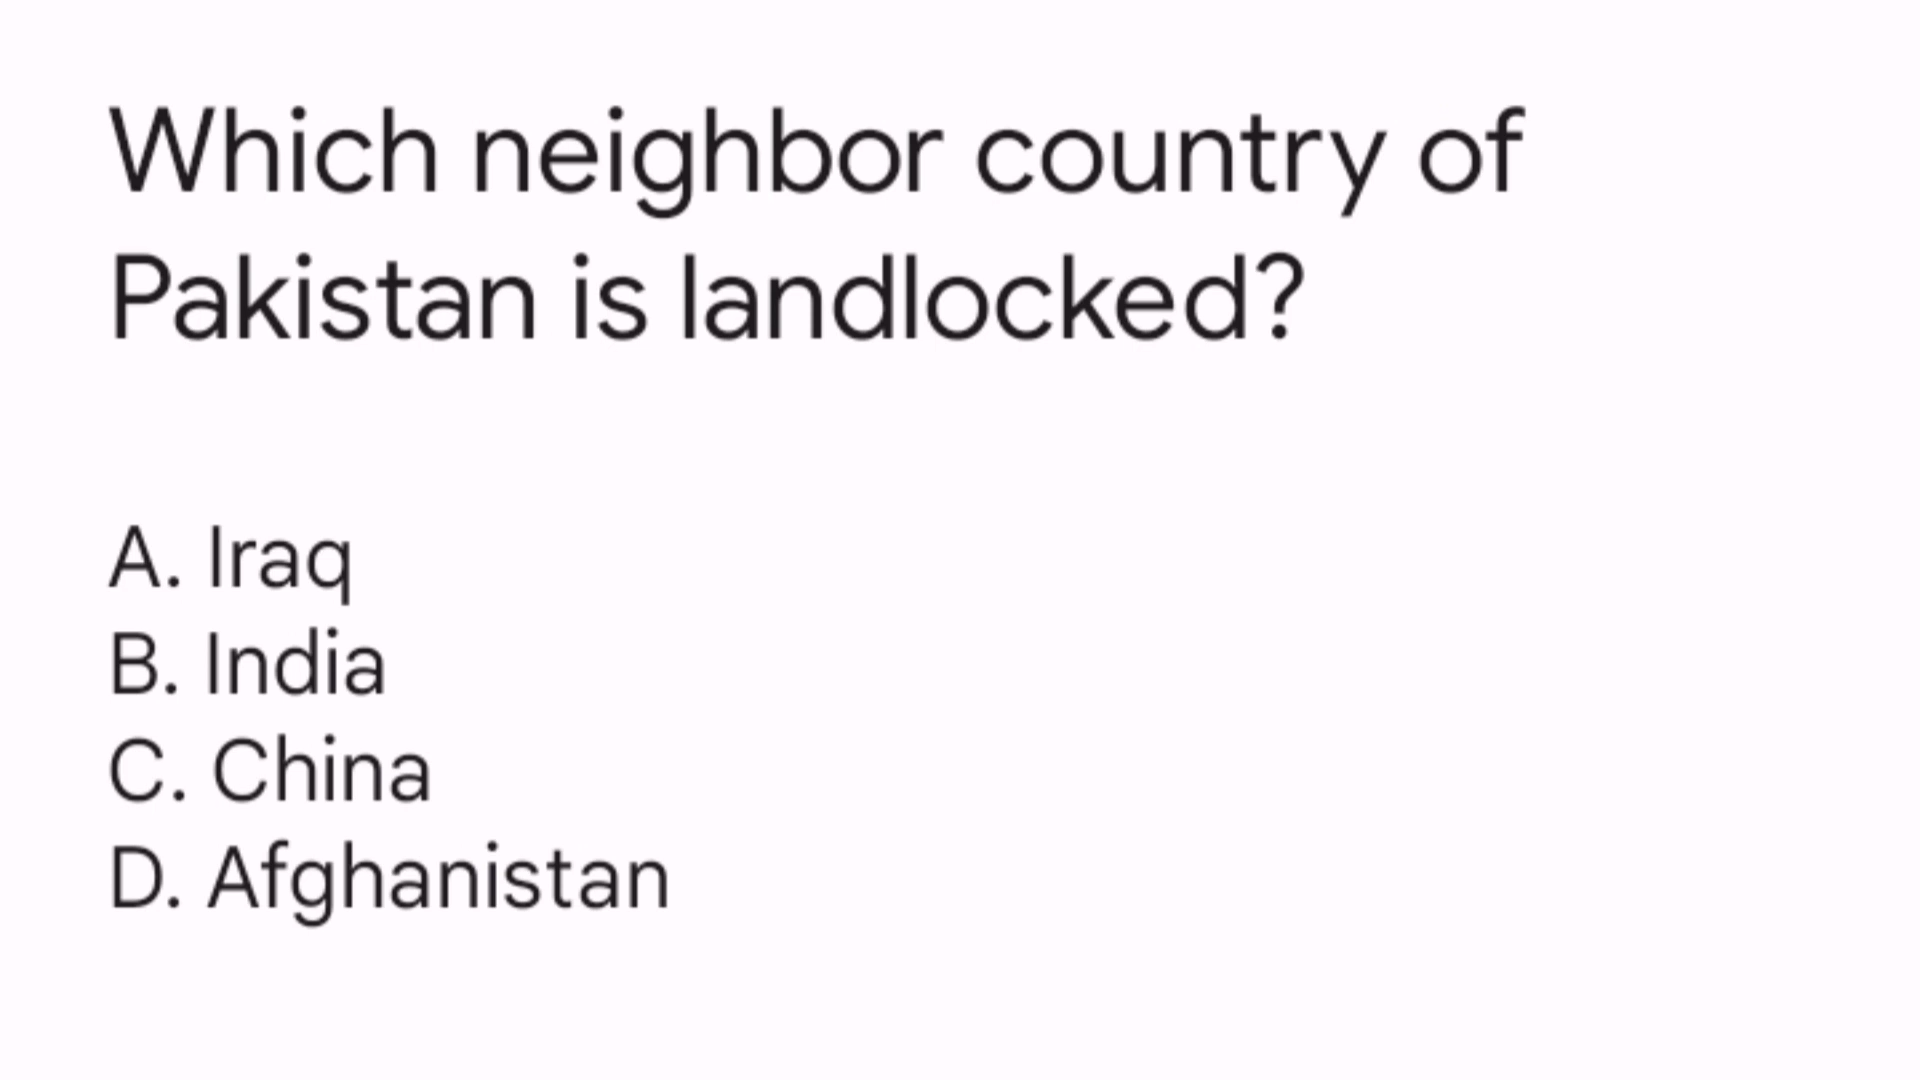 Which neighbor country of
Pakistan is landlocked?
A. Iraq
B. India
C. China
D. Afghanistan